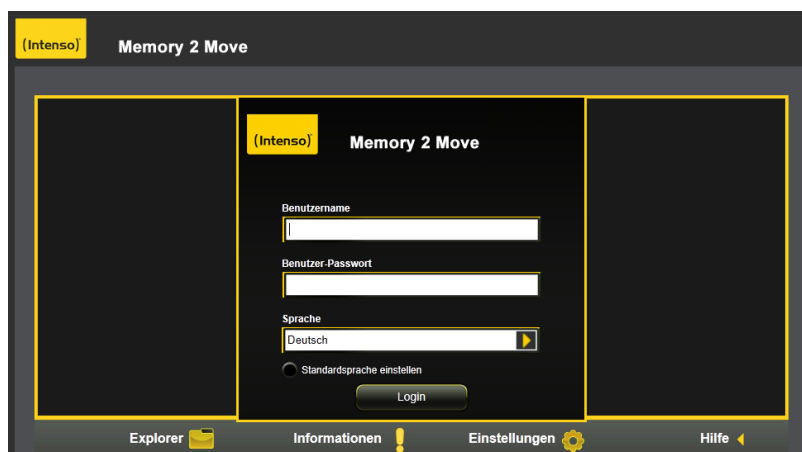 (Intenso) Memory 2 Move
(Intenso) Memory 2 Move
Benutzername
Benutzer-Passwort
Sprache
Deutsch
Standardsprache einstellen
Login
Explorer Informationen Einstellungen Hilfe